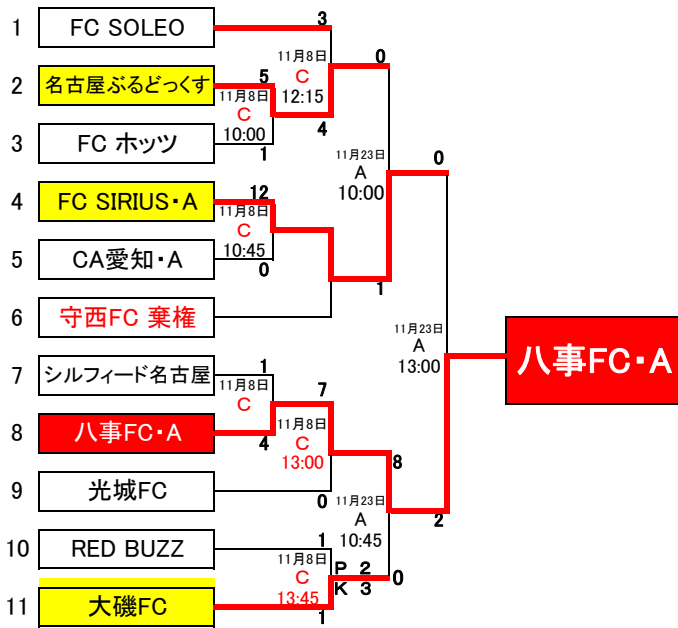 1 FC SOLEO
3
11月8日
C
12:15
0
2 名古屋ぶるどっくす
5
11月8日
C
10:00
4
3 FC ホッツ
1
11月23日
A
10:00
0
4 FC SIRIUS・A
12
11月8日
C
10:45
5 CA愛知・A
0
1
6 守西FC 棄権
11月23日
A
13:00
八事FC・A
7 シルフィード名古屋
1
11月8日
C
7
8 八事FC・A
4
11月8日
C
13:00
8
9 光城FC
0
11月23日
A
10:45
2
10 RED BUZZ
1
11月8日
C
13:45
P 2
K 3
0
11 大磯FC
1